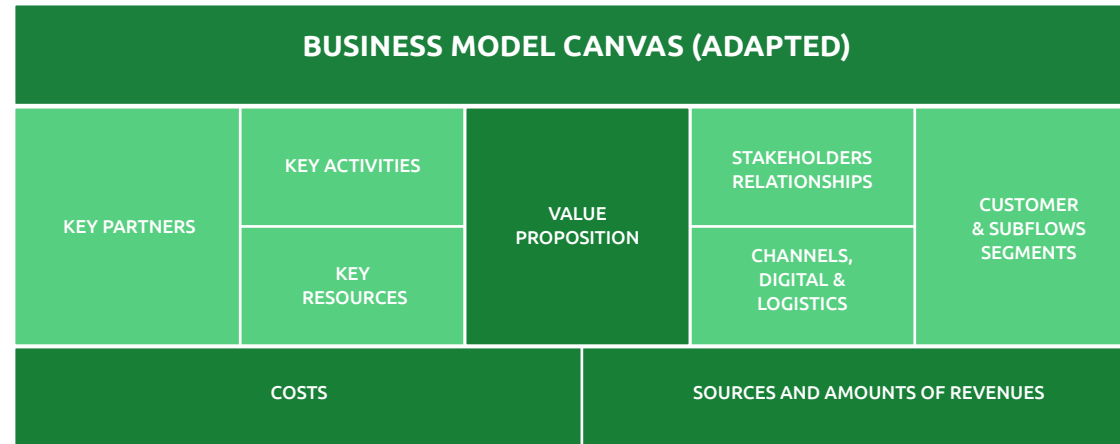 BUSINESS MODEL CANVAS (ADAPTED)
KEY PARTNERS
KEY ACTIVITIES
KEY
RESOURCES
VALUE
PROPOSITION
STAKEHOLDERS
RELATIONSHIPS
CHANNELS,
DIGITAL &
LOGISTICS
CUSTOMER
& SUBFLOWS
SEGMENTS
COSTS
SOURCES AND AMOUNTS OF REVENUES